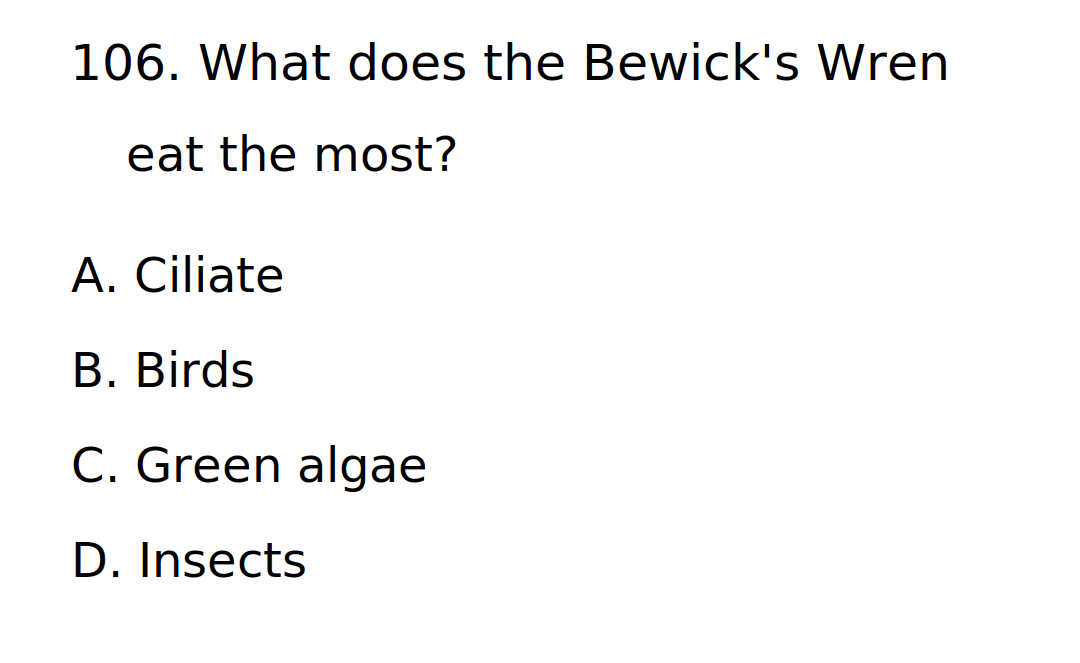 106. What does the Bewick's Wren
eat the most?
A. Ciliate
B. Birds
C. Green algae
D. Insects